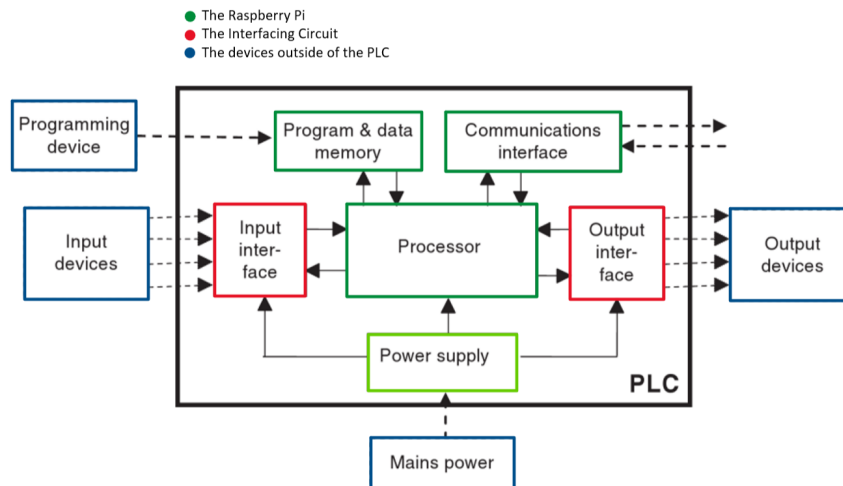 The Raspberry Pi
The Interfacing Circuit
The devices outside of the PLC
Programming
device
Program & data
memory
Communications
interface
Input
devices
Input
inter-
face
Processor
Output
inter-
face
Output
devices
Power supply
PLC
Mains power